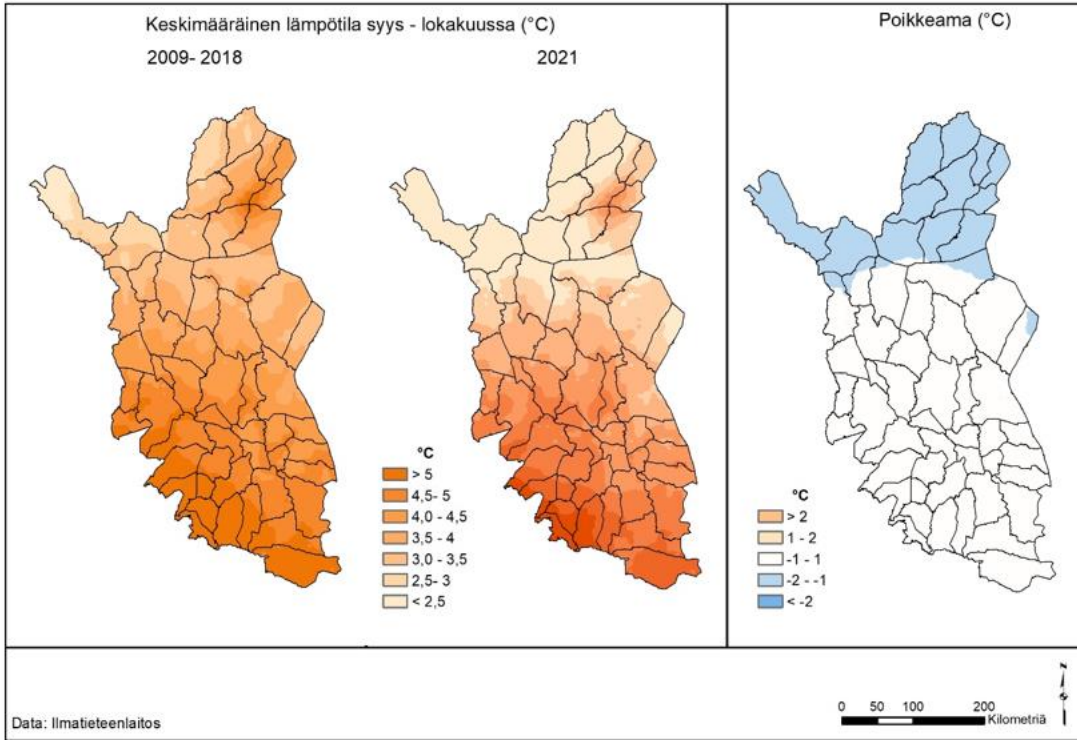 Keskimääräinen lämpötila syys - lokakuussa (°C)
2009- 2018
2021
Poikkeama (°C)
°C
> 5
4,5- 5
4,0 - 4,5
3,5 - 4
3,0 - 3,5
2,5- 3
< 2,5
°C
> 2
1 - 2
-1 - 1
-2 - -1
< -2
Data: Ilmatieteenlaitos
0 50 100 200
Kilometriä
N